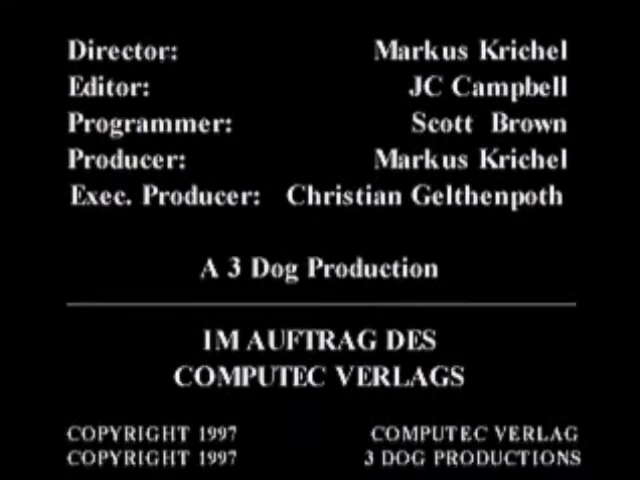 Director: Markus Krichel
Editor: JC Campbell
Programmer: Scott Brown
Producer: Markus Krichel
Exec. Producer: Christian Gelthenpoth
A 3 Dog Production
IM AUFTRAG DES
COMPUTEC VERLAGS
COPYRIGHT 1997 COMPUTEC VERLAG
COPYRIGHT 1997 3 DOG PRODUCTIONS